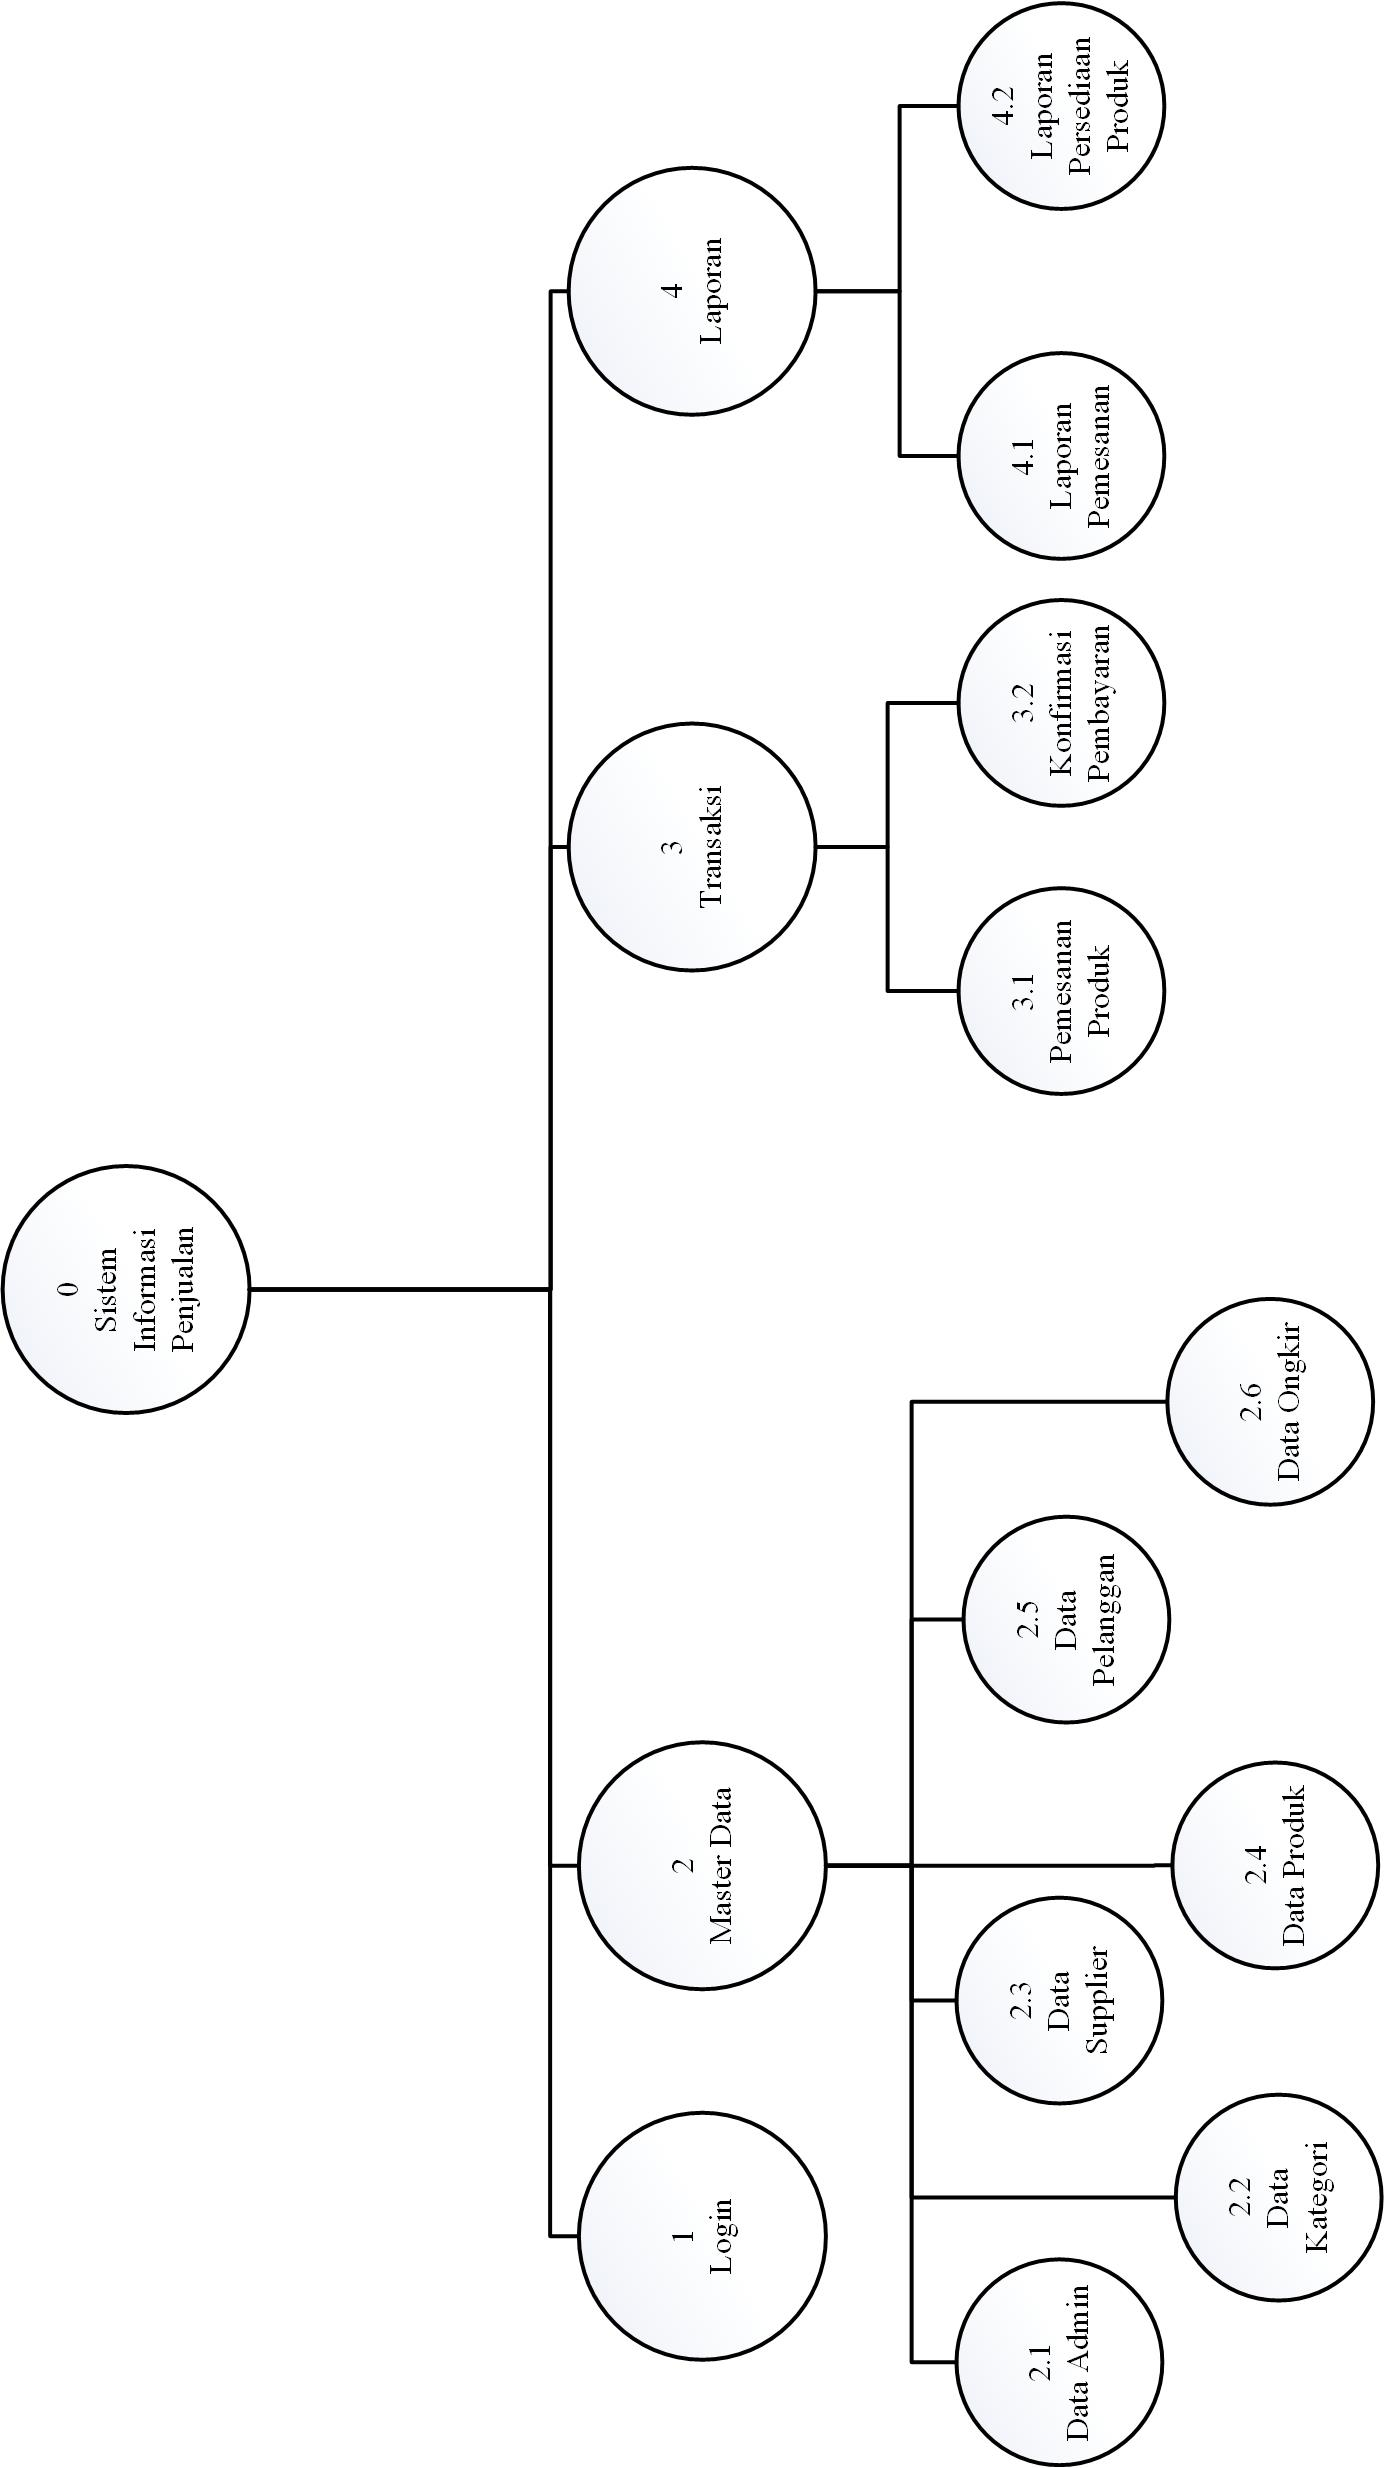 0
Sistem
Informasi
Penjualan
1
Login
2
Master Data
3
Transaksi
4
Laporan
2.1
Data Admin
2.2
Data
Kategori
2.3
Data
Supplier
2.4
Data Produk
2.5
Data
Pelanggan
2.6
Data Ongkir
3.1
Pemesanan
Produk
3.2
Konfirmasi
Pembayaran
4.1
Laporan
Pemesanan
4.2
Laporan
Persediaan
Produk